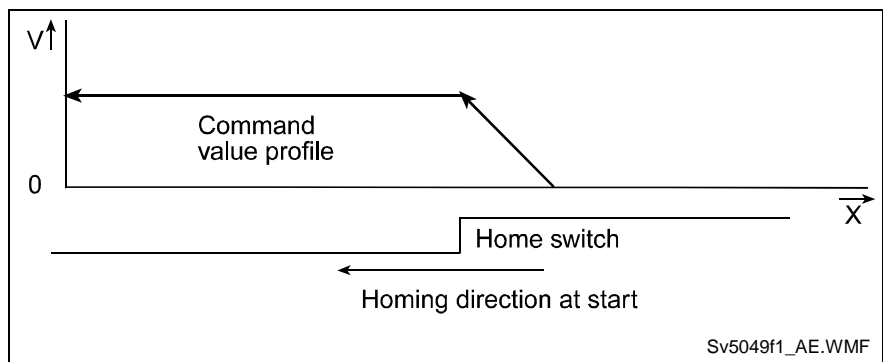 V
Command
value profile
0
X
Home switch
Homing direction at start
Sv5049f1_AE.WMF